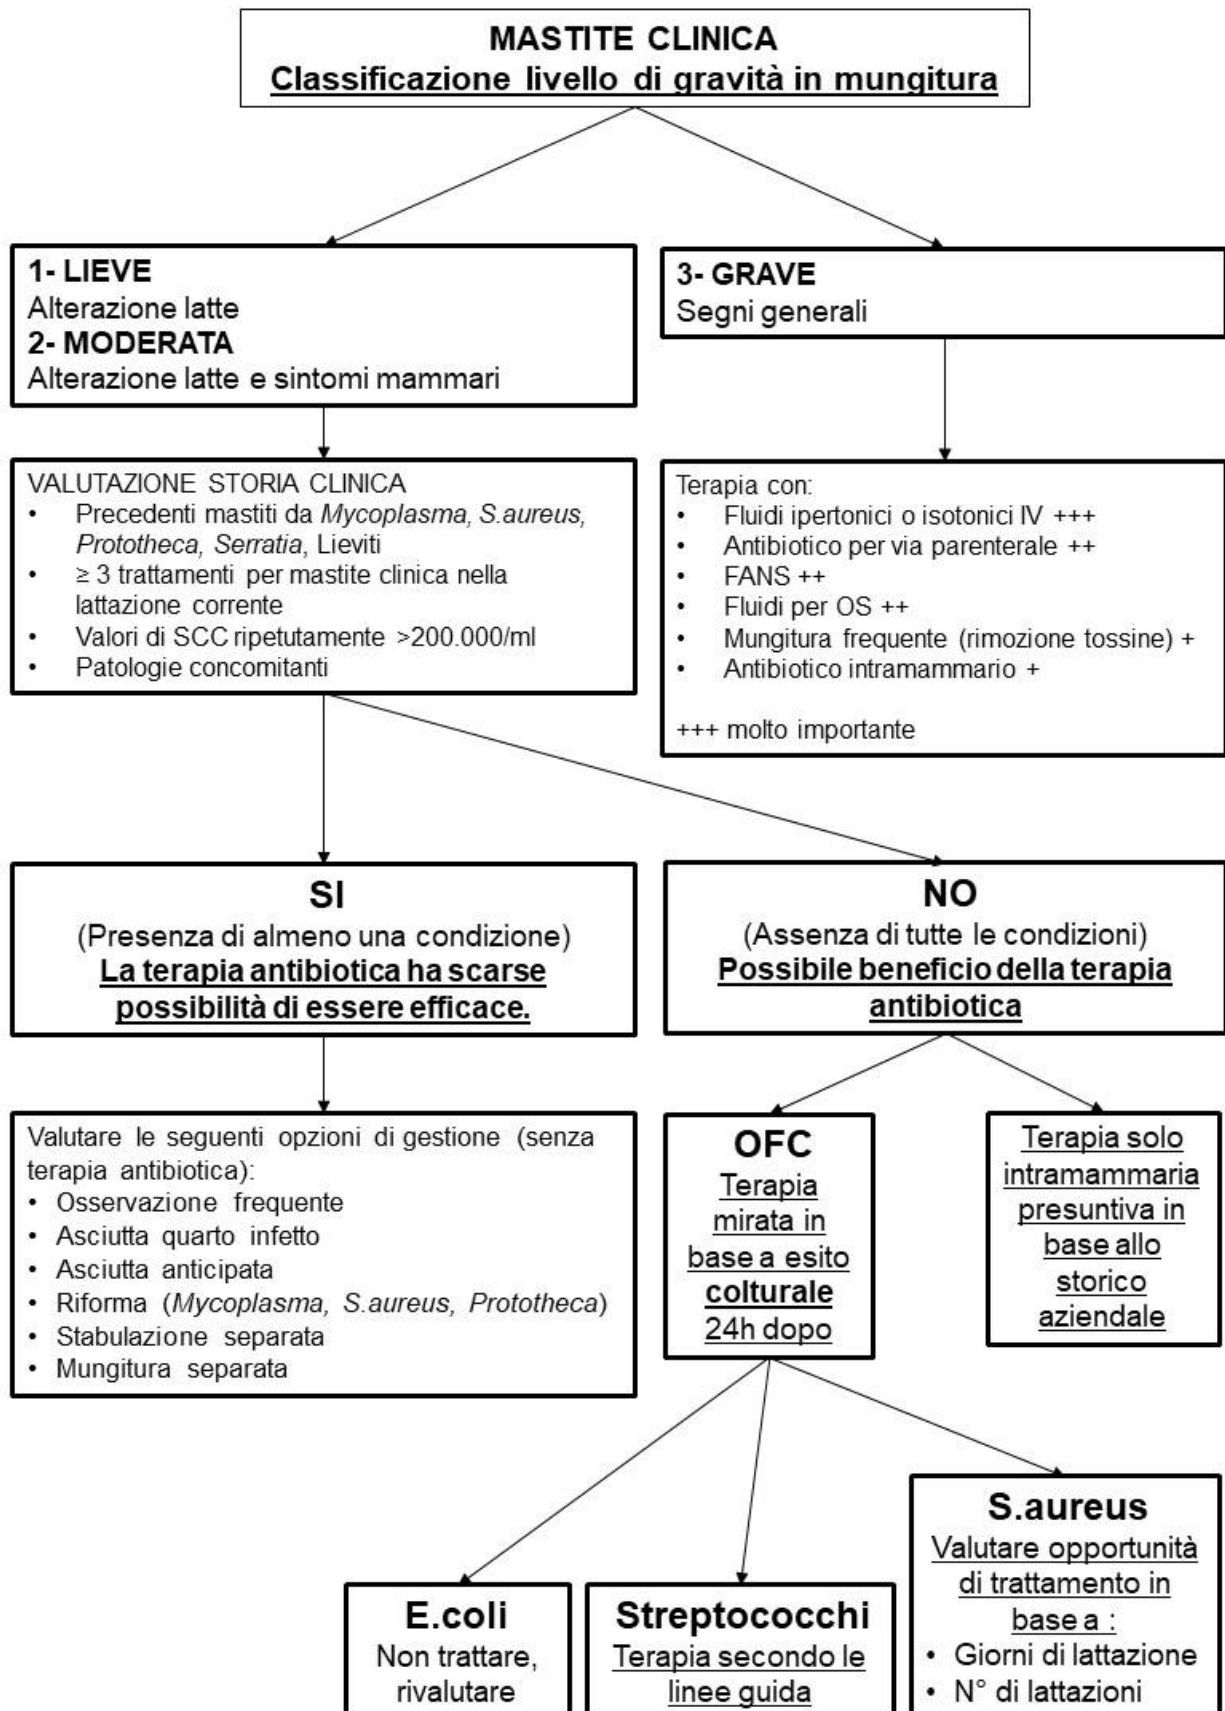 MASTITE CLINICA
Classificazione livello di gravità in mungitura
1- LIEVE
Alterazione latte
2- MODERATA
Alterazione latte e sintomi mammari
3- GRAVE
Segni generali
VALUTAZIONE STORIA CLINICA
• Precedenti mastiti da Mycoplasma, S.aureus,
Prototheca, Serratia, Lieviti
• ≥ 3 trattamenti per mastite clinica nella
lattazione corrente
• Valori di SCC ripetutamente >200.000/ml
• Patologie concomitanti
Terapia con:
• Fluidi ipertonici o isotonici IV +++
• Antibiotico per via parenterale ++
• FANS ++
• Fluidi per OS ++
• Mungitura frequente (rimozione tossine) +
• Antibiotico intramammario +
+++ molto importante
SI
(Presenza di almeno una condizione)
La terapia antibiotica ha scarse
possibilità di essere efficace.
NO
(Assenza di tutte le condizioni)
Possibile beneficio della terapia
antibiotica
Valutare le seguenti opzioni di gestione (senza
terapia antibiotica):
• Osservazione frequente
• Asciutta quarto infetto
• Asciutta anticipata
• Riforma (Mycoplasma, S.aureus, Prototheca)
• Stabulazione separata
• Mungitura separata
OFC
Terapia
mirata in
base a esito
colturale
24h dopo
Terapia solo
intramammaria
presuntiva in
base allo
storico
aziendale
E.coli
Non trattare,
rivalutare
Streptococchi
Terapia secondo le
linee guida
S.aureus
Valutare opportunità
di trattamento in
base a :
• Giorni di lattazione
• N° di lattazioni